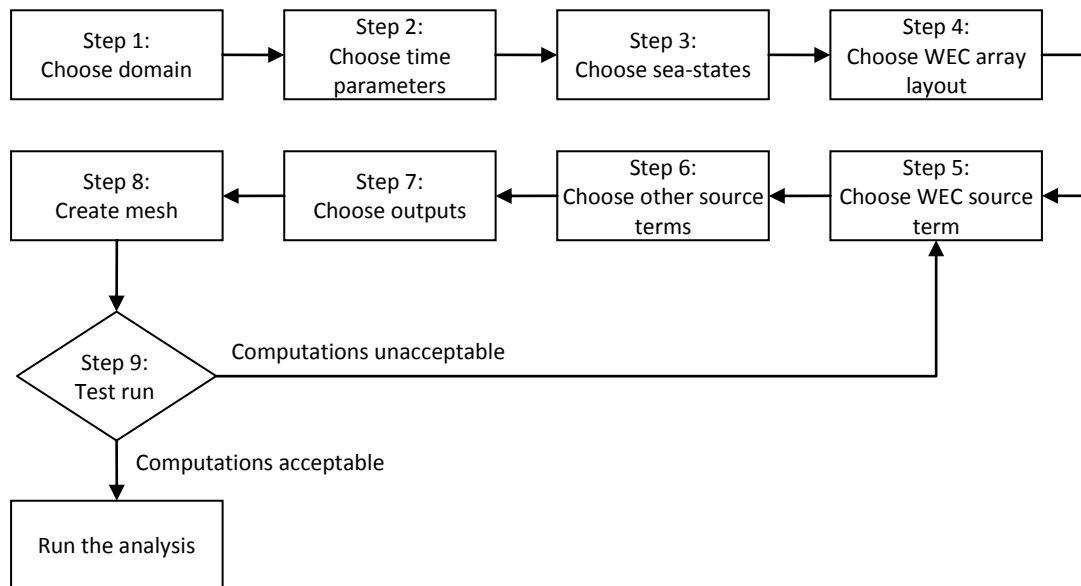 Step 1:
Choose domain
Step 2:
Choose time
parameters
Step 3:
Choose sea-states
Step 4:
Choose WEC array
layout
Step 8:
Create mesh
Step 7:
Choose outputs
Step 6:
Choose other source
terms
Step 5:
Choose WEC source
term
Step 9:
Test run
Computations unacceptable
Computations acceptable
Run the analysis